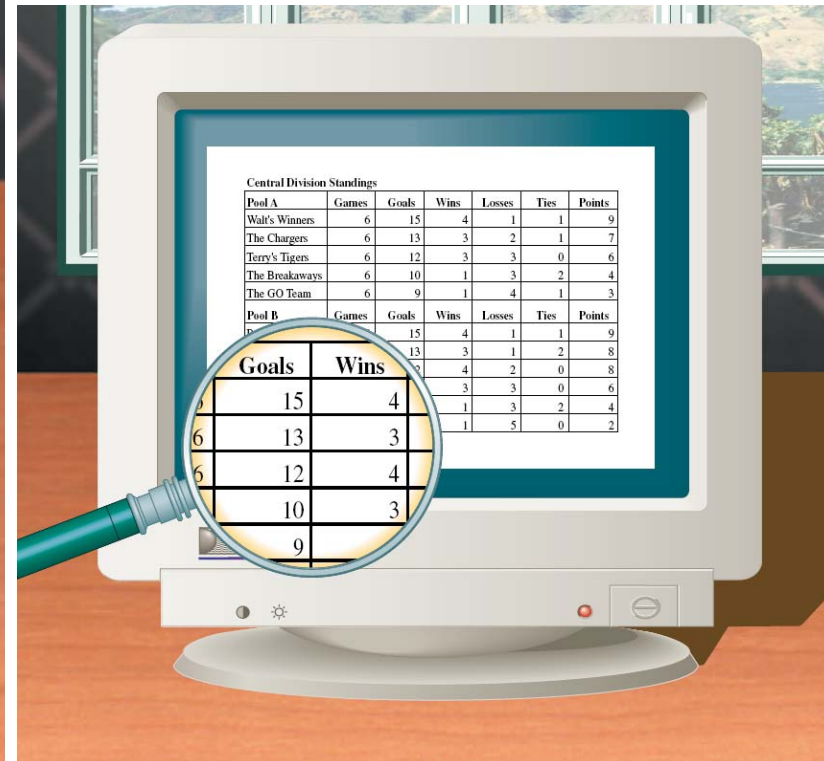 Central Division Standings
Pool A Games Goals Wins Losses Ties Points
Walt's Winners 6 15 4 1 1 9
The Chargers 6 13 3 2 1 7
Terry's Tigers 6 12 3 3 0 6
The Breakaways 6 10 1 3 2 4
The GO Team 6 9 1 4 1 3
Pool B Games Goals Wins Losses Ties Points
15 4 1 1 9
13 3 1 2 8
4 2 0 8
3 3 0 6
1 3 2 4
1 5 0 2
Goals Wins
15 4
6 13 3
6 12 4
10 3
9